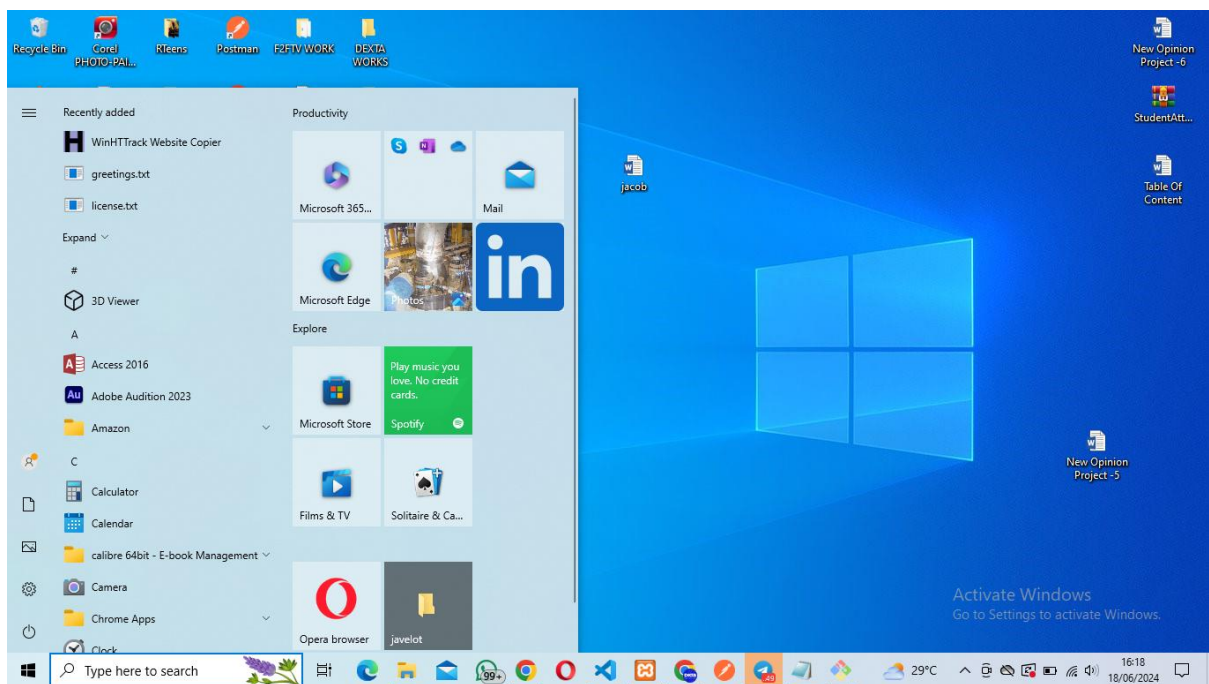 Recycle Bin
Corel
PHOTO-PAI...
RTeens
Postman
F2FTV WORK
DEXTA
WORKS
New Opinion
Project -6
StudentAtt...
Table Of
Content
jacob
New Opinion
Project -5
Recently added
WinHTTrack Website Copier
greetings.txt
license.txt
Expand
#
3D Viewer
A
Access 2016
Adobe Audition 2023
Amazon
C
Calculator
Calendar
calibre 64bit - E-book Management
Camera
Chrome Apps
Clock
Productivity
Microsoft 365...
Mail
Microsoft Edge
Photos
in
Explore
Microsoft Store
Play music you
love. No credit
cards.
Spotify
Films & TV
Solitaire & Ca...
Opera browser
javelot
Activate Windows
Go to Settings to activate Windows.
Type here to search
99+
29°C
16:18
18/06/2024